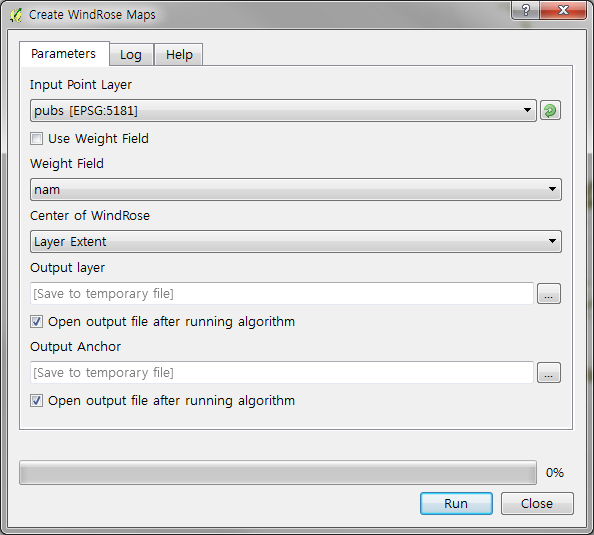 Create WindRose Maps
?
Parameters
Log
Help
Input Point Layer
pubs [EPSG:5181]
Use Weight Field
Weight Field
nam
Center of WindRose
Layer Extent
Output layer
[Save to temporary file]
...
Open output file after running algorithm
Output Anchor
[Save to temporary file]
...
Open output file after running algorithm
0%
Run
Close